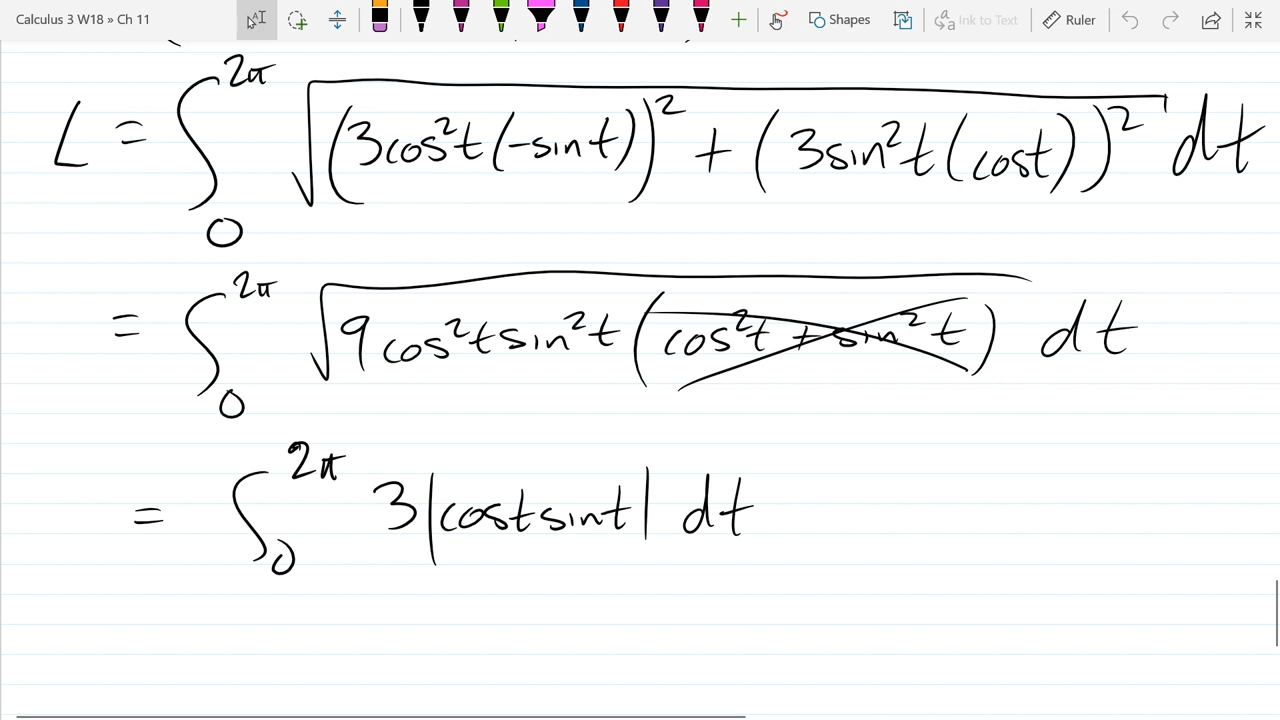 Calculus 3 W18 » Ch 11
Shapes
Ink to Text
Ruler
L = ∫₀^2π √((3cos²t(-sint))² + (3sin²t(cost))²) dt
= ∫₀^2π √(9cos²tsin²t(cos²t + sin²t)) dt
= ∫₀^2π 3|costsint| dt